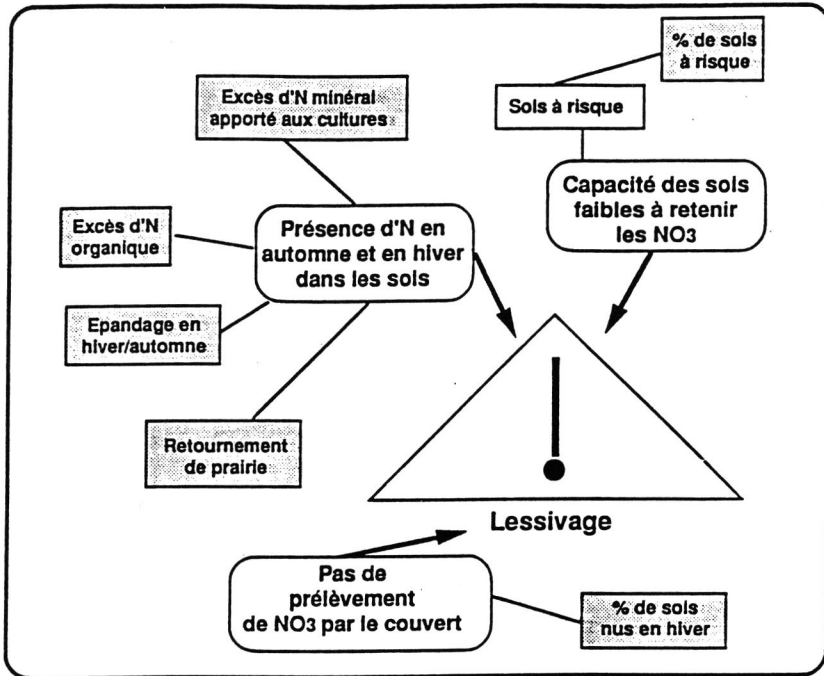 % de sols
à risque
Excès d'N minéral
apporté aux cultures
Sols à risque
Capacité des sols
faibles à retenir
les NO3
Excès d'N
organique
Présence d'N en
automne et en hiver
dans les sols
Epandage en
hiver/automne
Retournement
de prairie
!
Lessivage
Pas de
prélèvement
de NO3 par le couvert
% de sols
nus en hiver